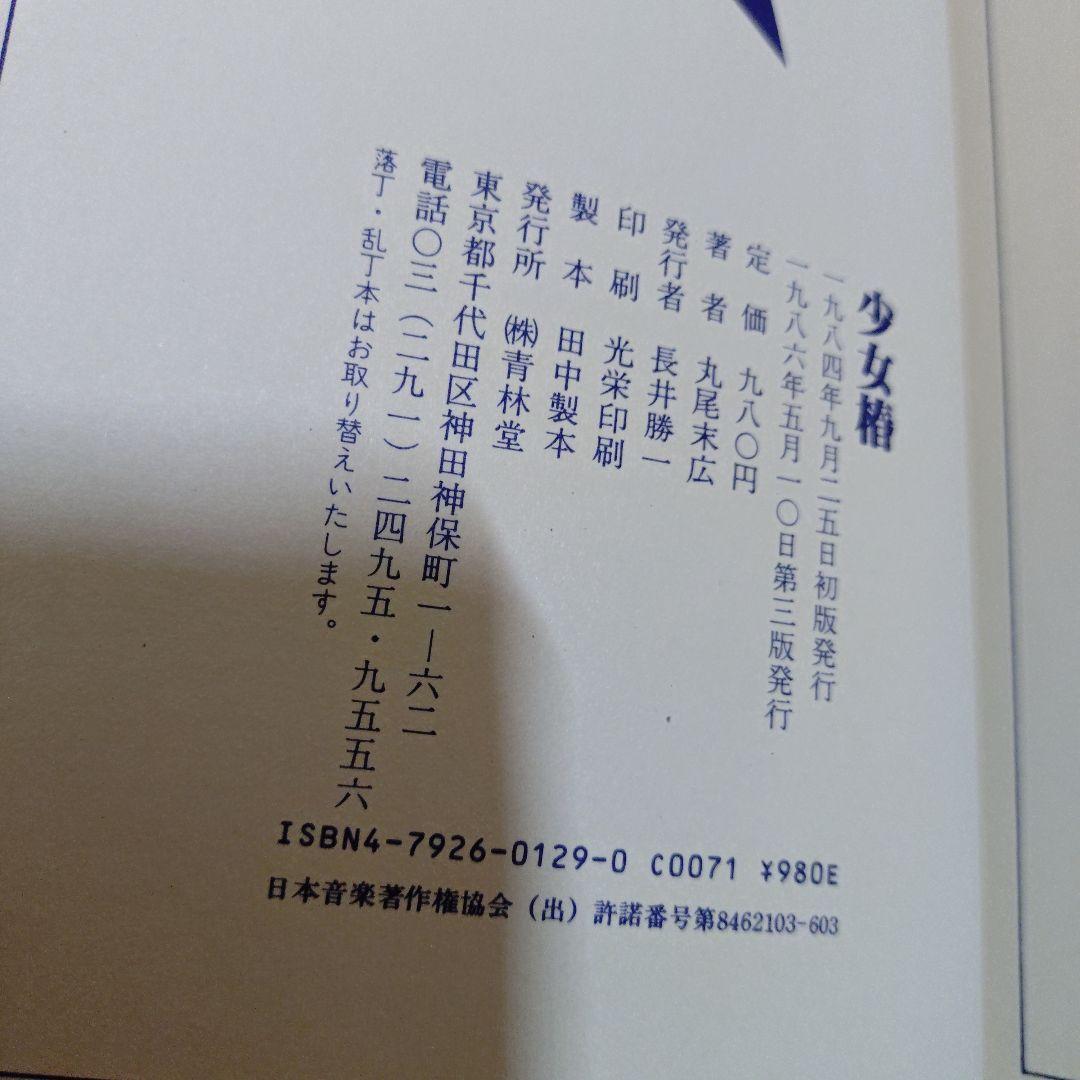 少女椿
一九八四年九月二五日初版発行
一九八六年五月一〇日第三版発行
定価 九八〇円
著者 丸尾末広
発行者 長井勝一
印刷 光栄印刷
製本 田中製本
発行所 ㈱青林堂
東京都千代田区神田神保町一―六二
電話〇三(二九一)二四九五・九五五六
落丁・乱丁本はお取り替えいたします。
ISBN4-7926-0129-0 C0071 ¥980E
日本音楽著作権協会(出)許諾番号第8462103-603